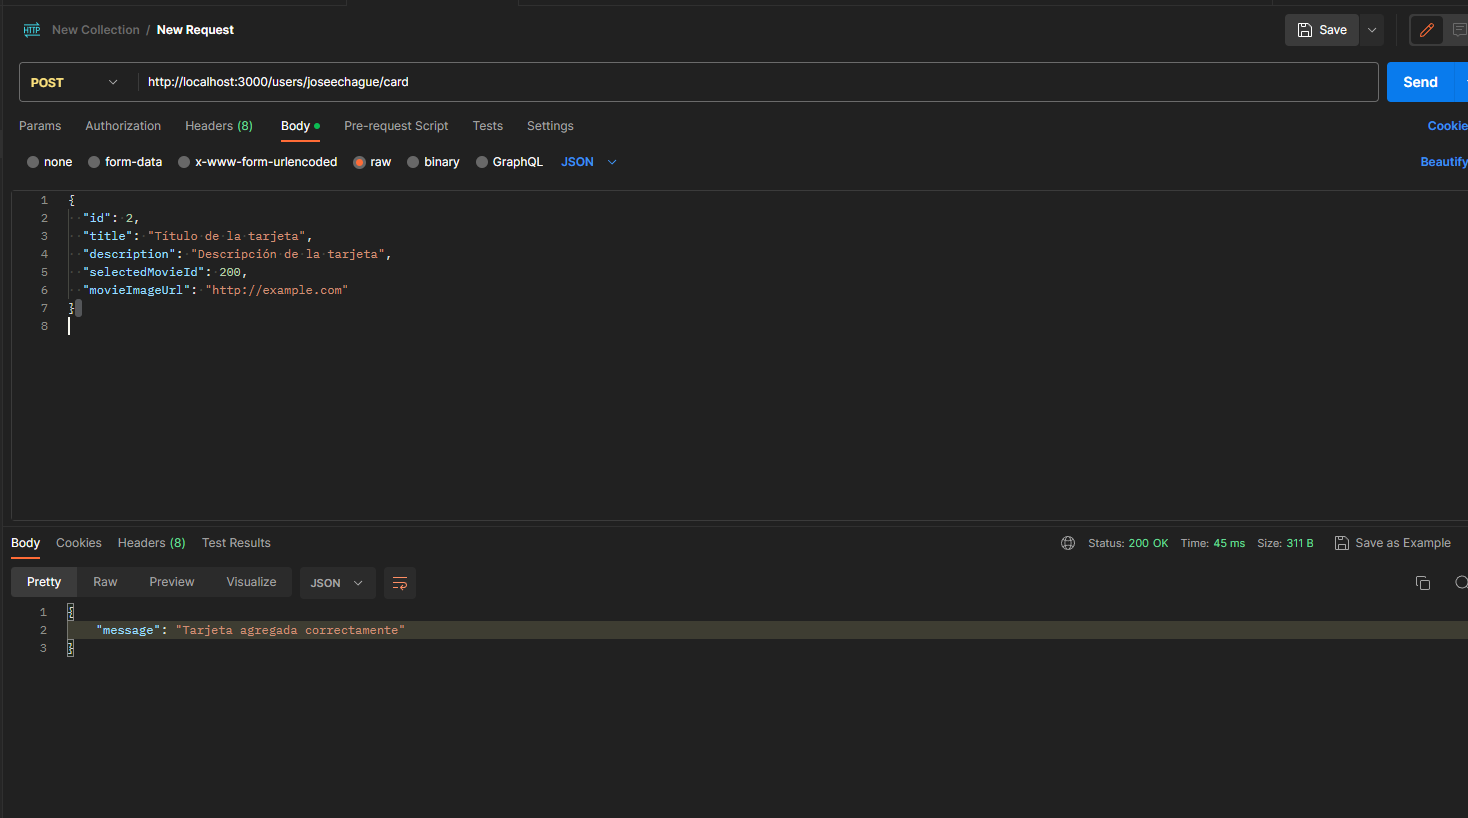 HTTP New Collection / New Request Save
POST http://localhost:3000/users/joseechague/card Send
Params Authorization Headers (8) Body Pre-request Script Tests Settings Cookie
none form-data x-www-form-urlencoded raw binary GraphQL JSON Beautify
1 {
2 "id": 2,
3 "title": "Título de la tarjeta",
4 "description": "Descripción de la tarjeta",
5 "selectedMovieId": 200,
6 "movieImageUrl": "http://example.com"
7 }
8
Body Cookies Headers (8) Test Results Status: 200 OK Time: 45 ms Size: 311 B Save as Example
Pretty Raw Preview Visualize JSON
1 {
2 "message": "Tarjeta agregada correctamente"
3 }